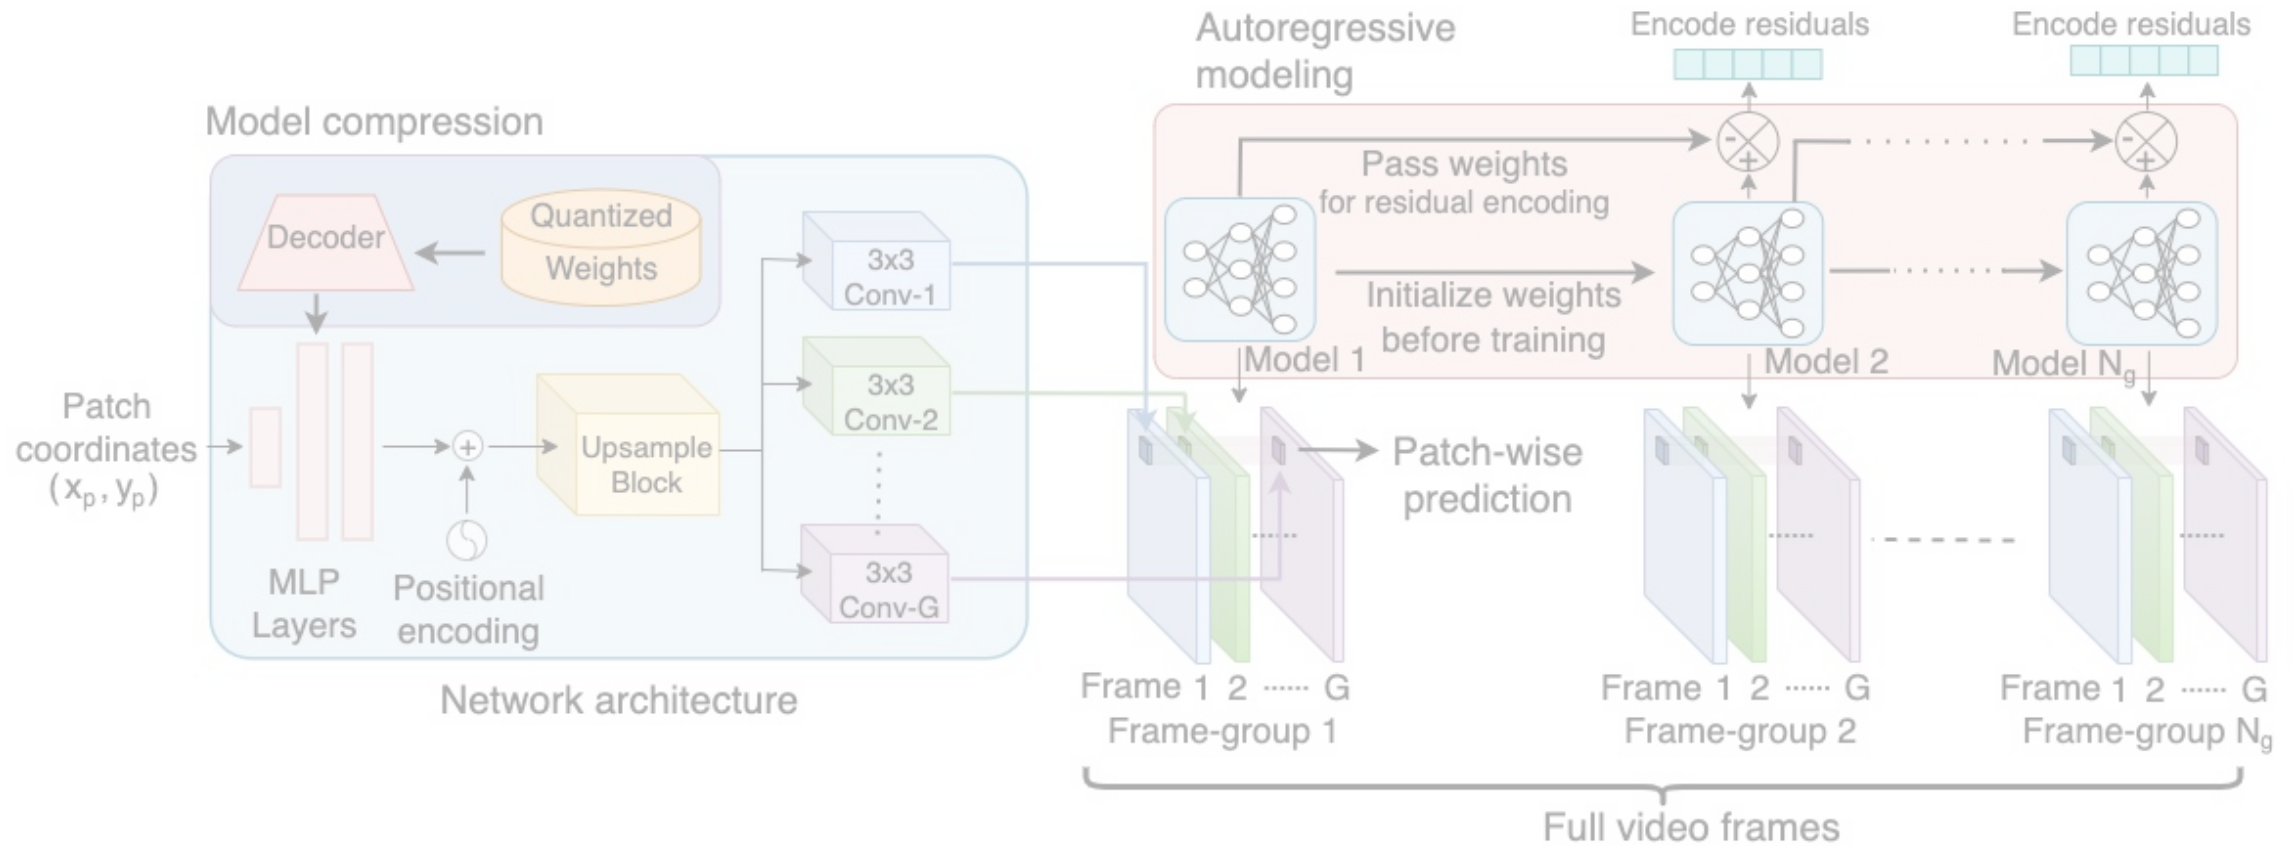 Autoregressive
modeling
Encode residuals
Encode residuals
Model compression
Decoder
Quantized
Weights
Patch
coordinates
(xₚ, yₚ)
MLP
Layers
+
Positional
encoding
Upsample
Block
3x3
Conv-1
3x3
Conv-2
3x3
Conv-G
Network architecture
Pass weights
for residual encoding
Initialize weights
before training
-
+
-
+
Model 1
Model 2
Model N_g
Patch-wise
prediction
Frame 1 2 ...... G
Frame-group 1
Frame 1 2 ...... G
Frame-group 2
Frame 1 2 ...... G
Frame-group N_g
Full video frames